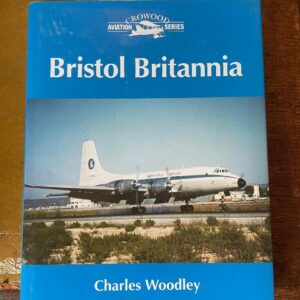 CROWOOD
AVIATION SERIES
Bristol Britannia
Charles Woodley